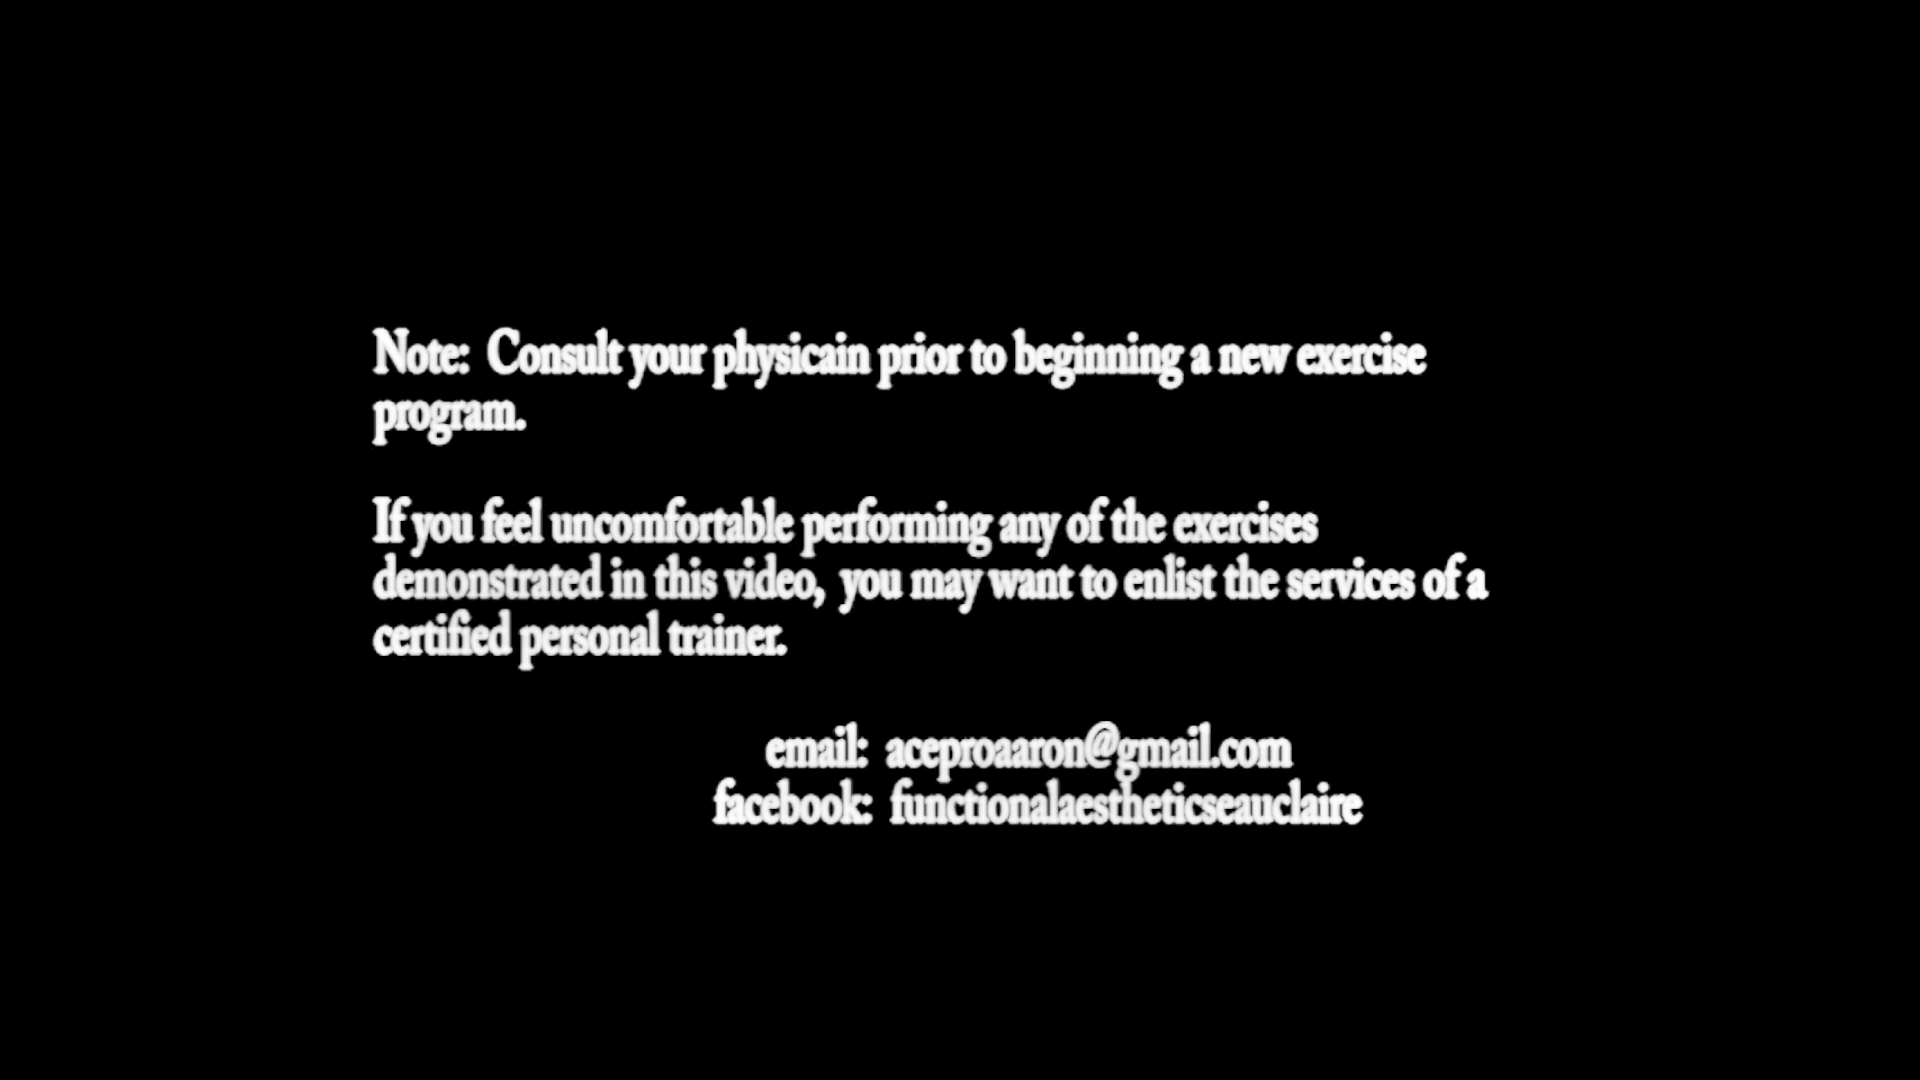 Note: Consult your physicain prior to beginning a new exercise
program.
If you feel uncomfortable performing any of the exercises
demonstrated in this video, you may want to enlist the services of a
certified personal trainer.
email: aceproaaron@gmail.com
facebook: functionalaestheticseauclaire